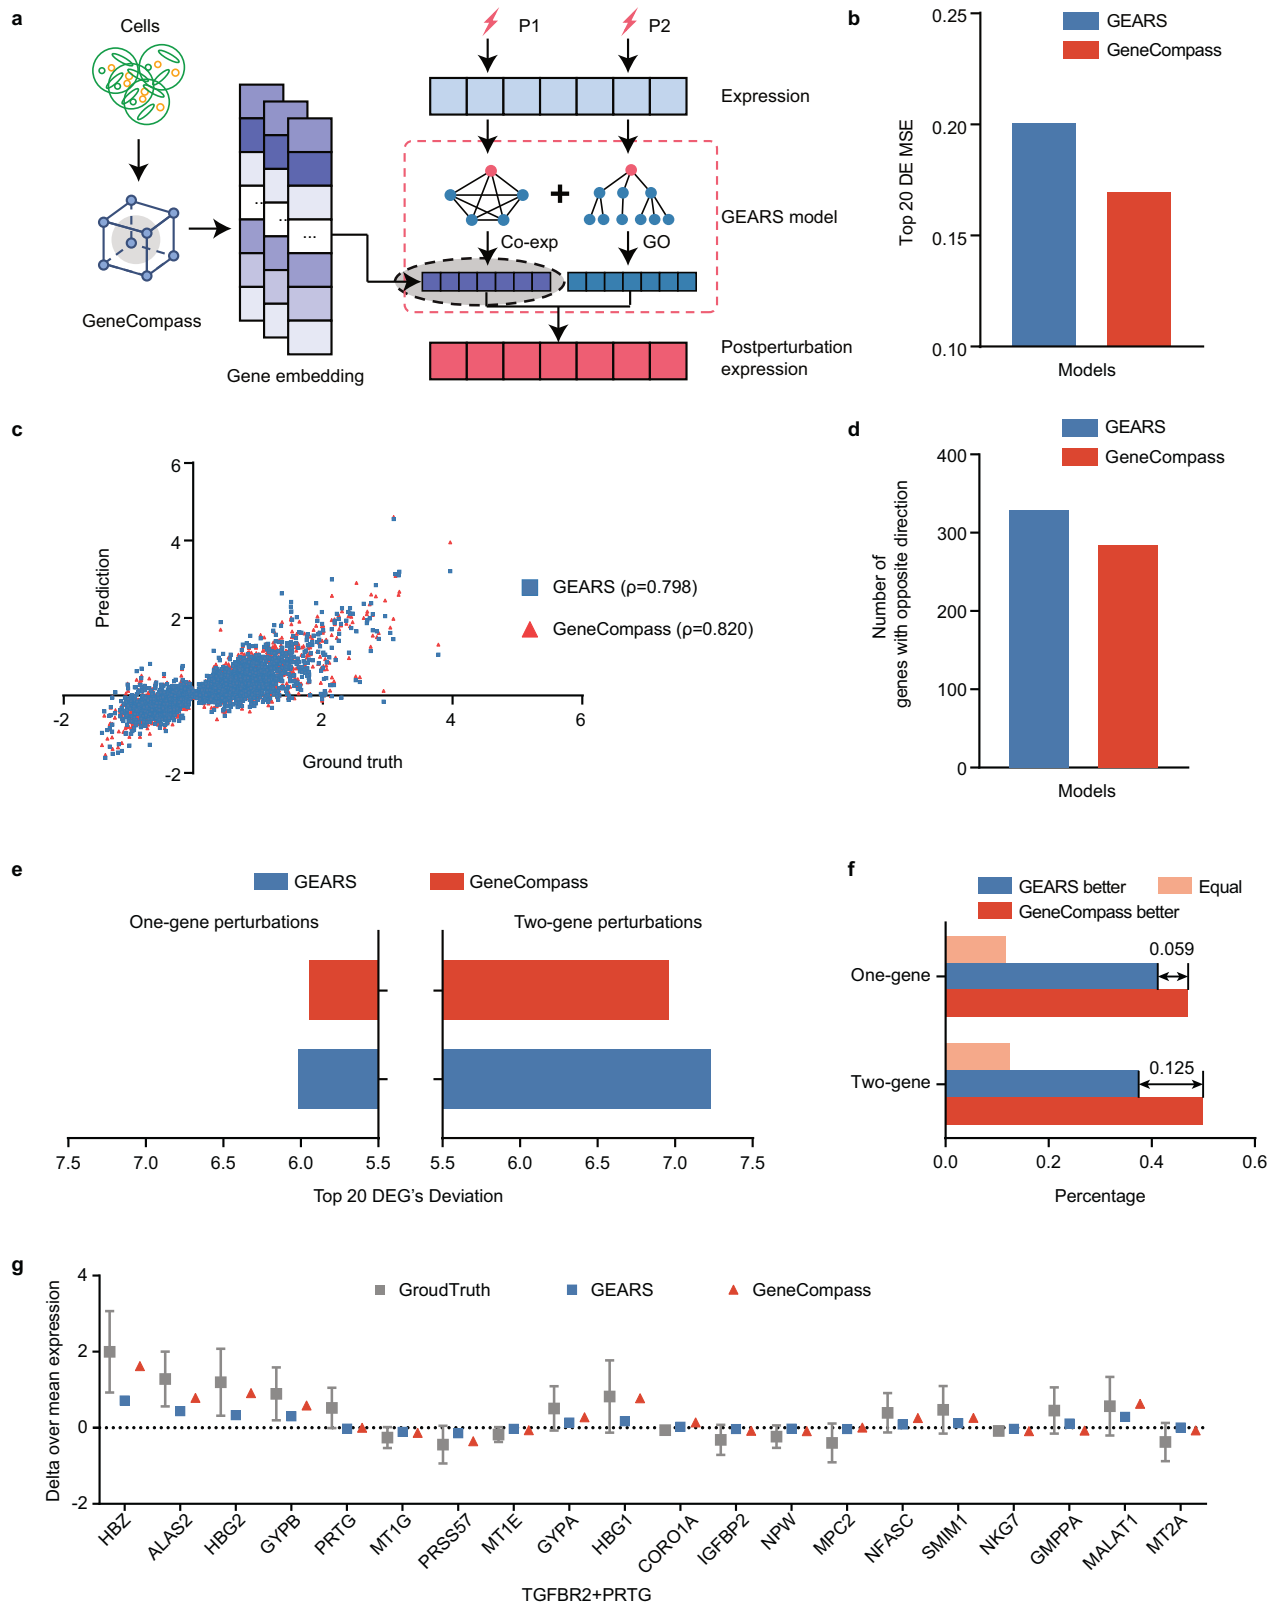 a
Cells
GeneCompass
...
...
...
Gene embedding
P1
P2
Expression
+
GEARS model
Co-exp
GO
Postperturbation
expression
b
GEARS
GeneCompass
Top 20 DE MSE
0.25
0.20
0.15
0.10
Models
c
Prediction
6
4
2
-2
-2
2
4
6
Ground truth
GEARS (ρ=0.798)
GeneCompass (ρ=0.820)
d
GEARS
GeneCompass
Number of
genes with opposite direction
400
300
200
100
0
Models
e
GEARS
GeneCompass
One-gene perturbations
Two-gene perturbations
7.5 7.0 6.5 6.0 5.5
5.5 6.0 6.5 7.0 7.5
Top 20 DEG's Deviation
f
GEARS better
Equal
GeneCompass better
One-gene
0.059
Two-gene
0.125
0.0 0.2 0.4 0.6
Percentage
g
GroudTruth
GEARS
GeneCompass
Delta over mean expression
4
2
0
-2
HBZ
ALAS2
HBG2
GYPB
PRTG
MT1G
PRSS57
MT1E
GYPA
HBG1
CORO1A
IGFBP2
NPW
MPC2
NFASC
SMIM1
NKG7
GMPPA
MALAT1
MT2A
TGFBR2+PRTG